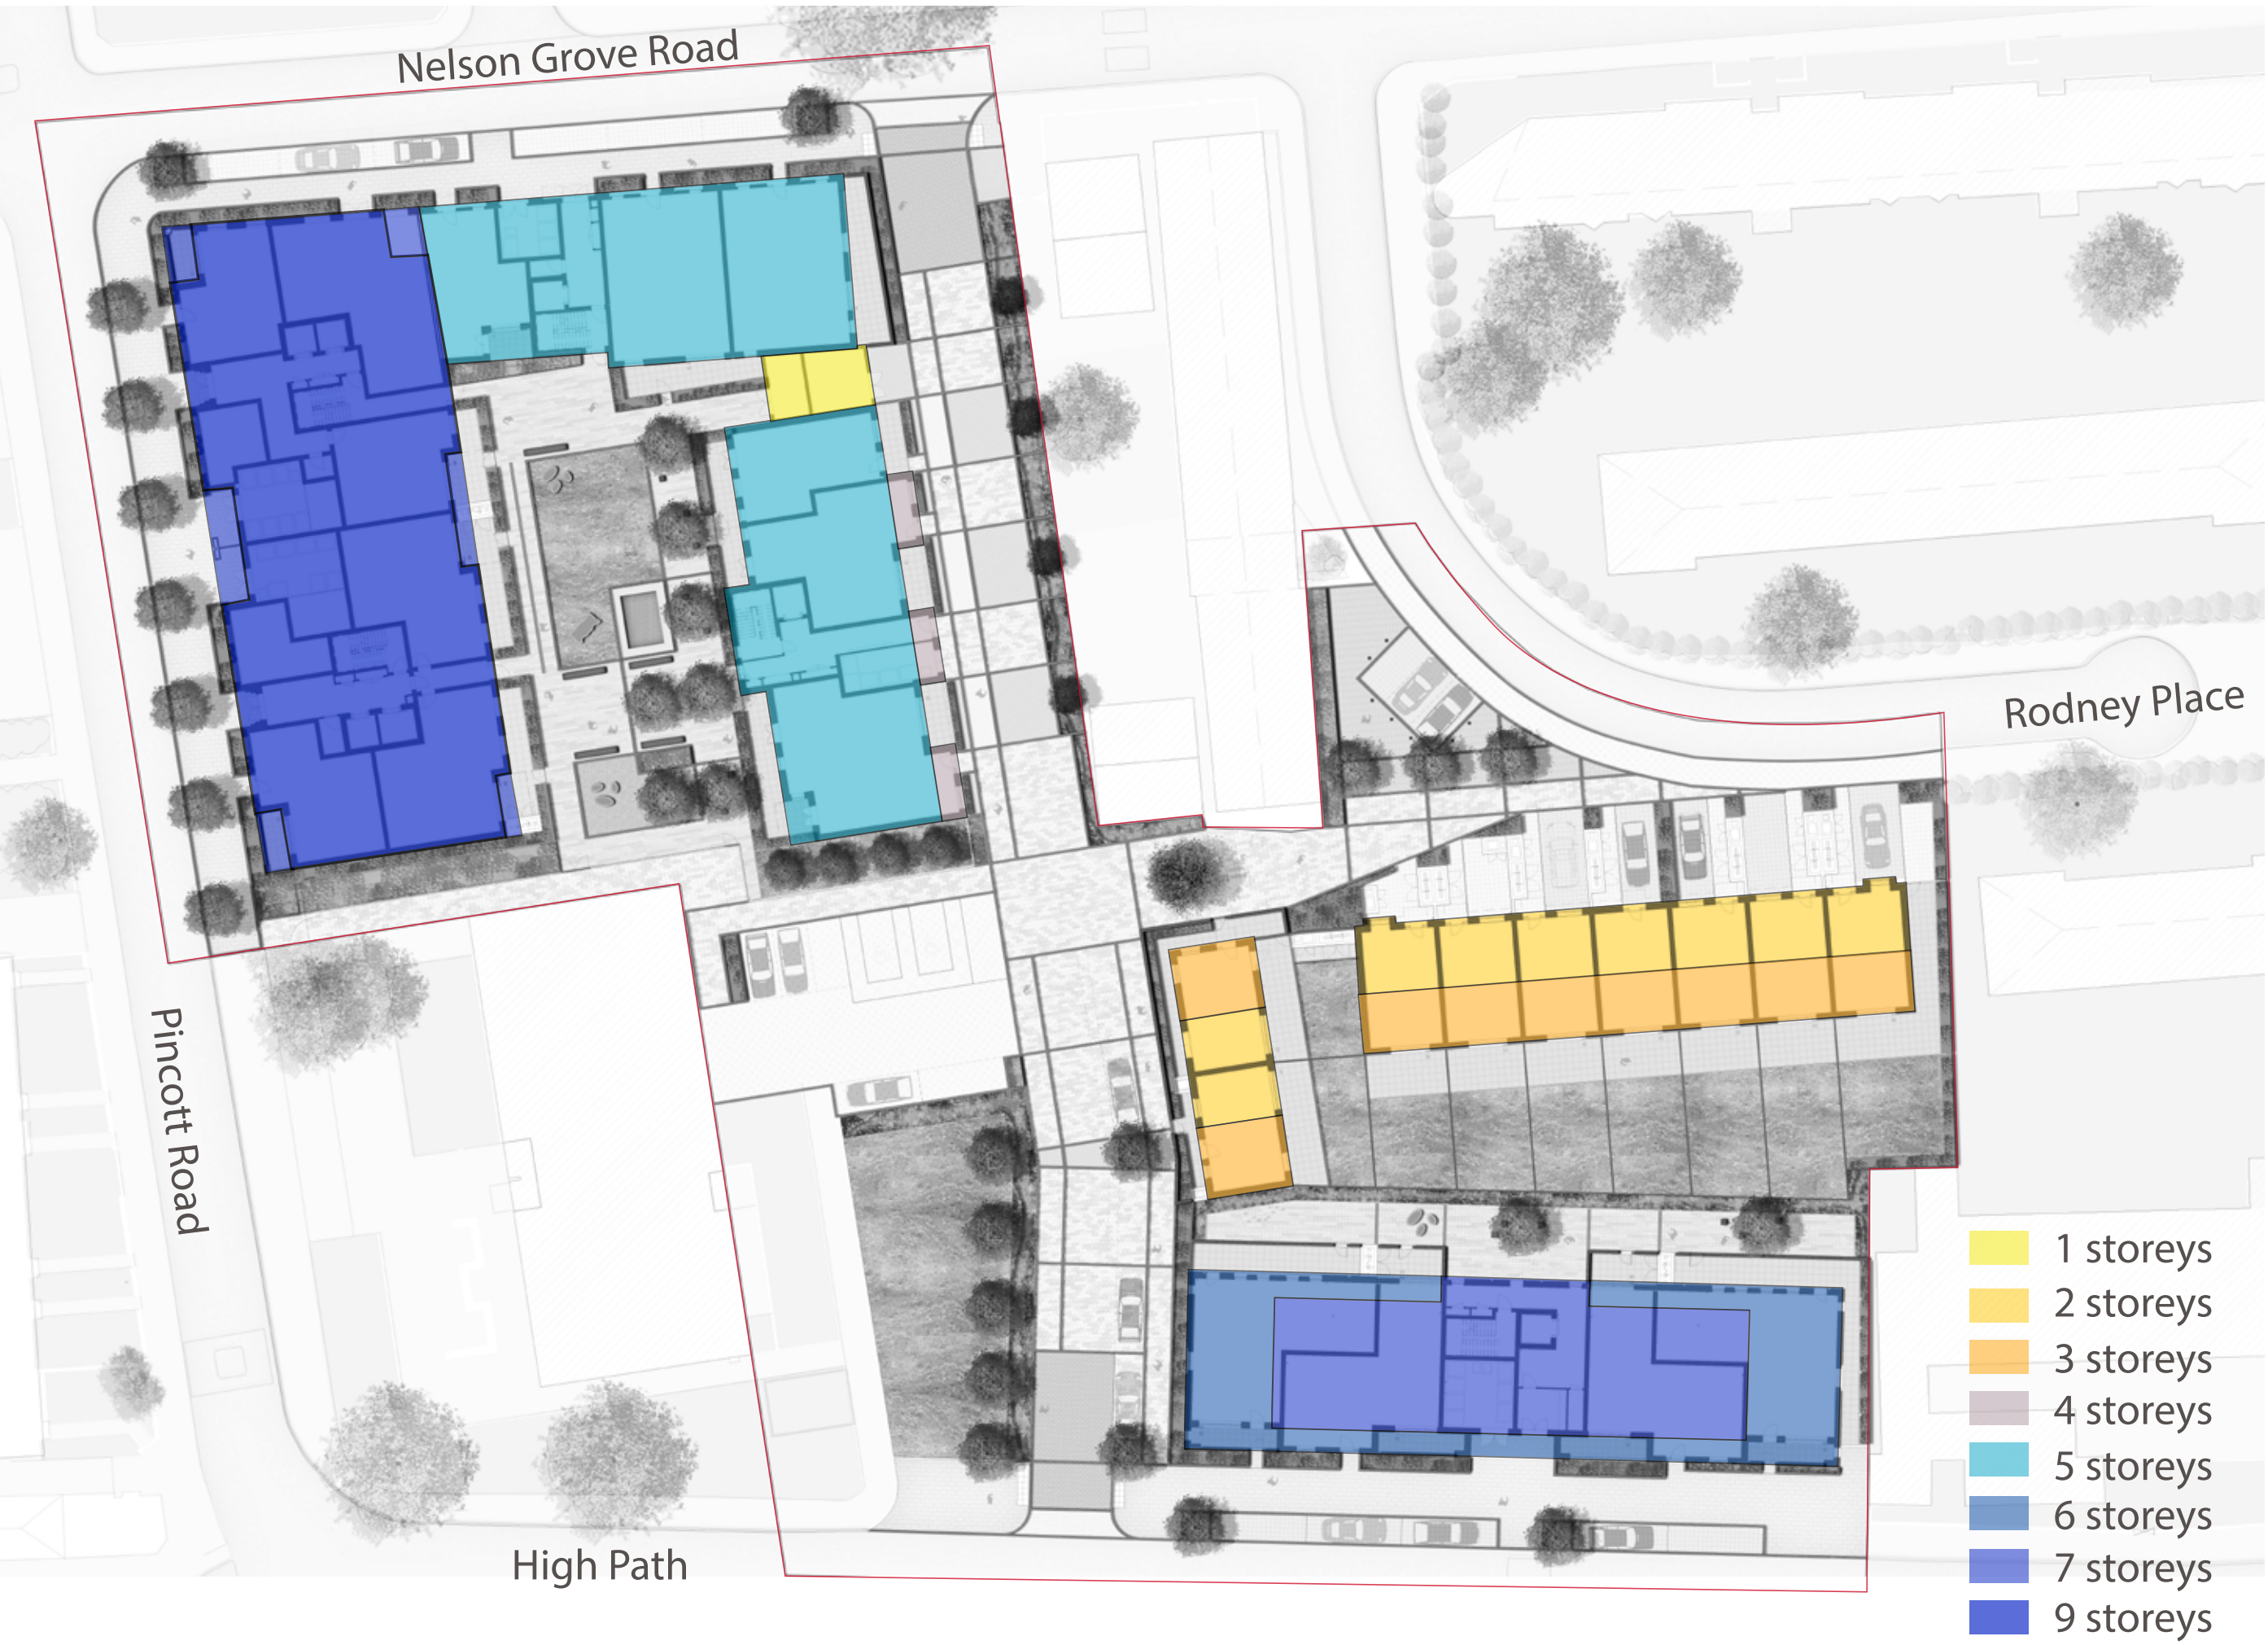 Nelson Grove Road
Rodney Place
Pincott Road
High Path
1 storeys
2 storeys
3 storeys
4 storeys
5 storeys
6 storeys
7 storeys
9 storeys